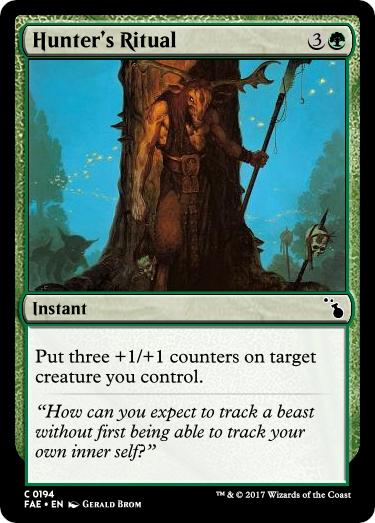 Hunter's Ritual 3
Instant
Put three +1/+1 counters on target
creature you control.
“How can you expect to track a beast
without first being able to track your
own inner self?”
C 0194
FAE • EN Gerald Brom
™ & © 2017 Wizards of the Coast